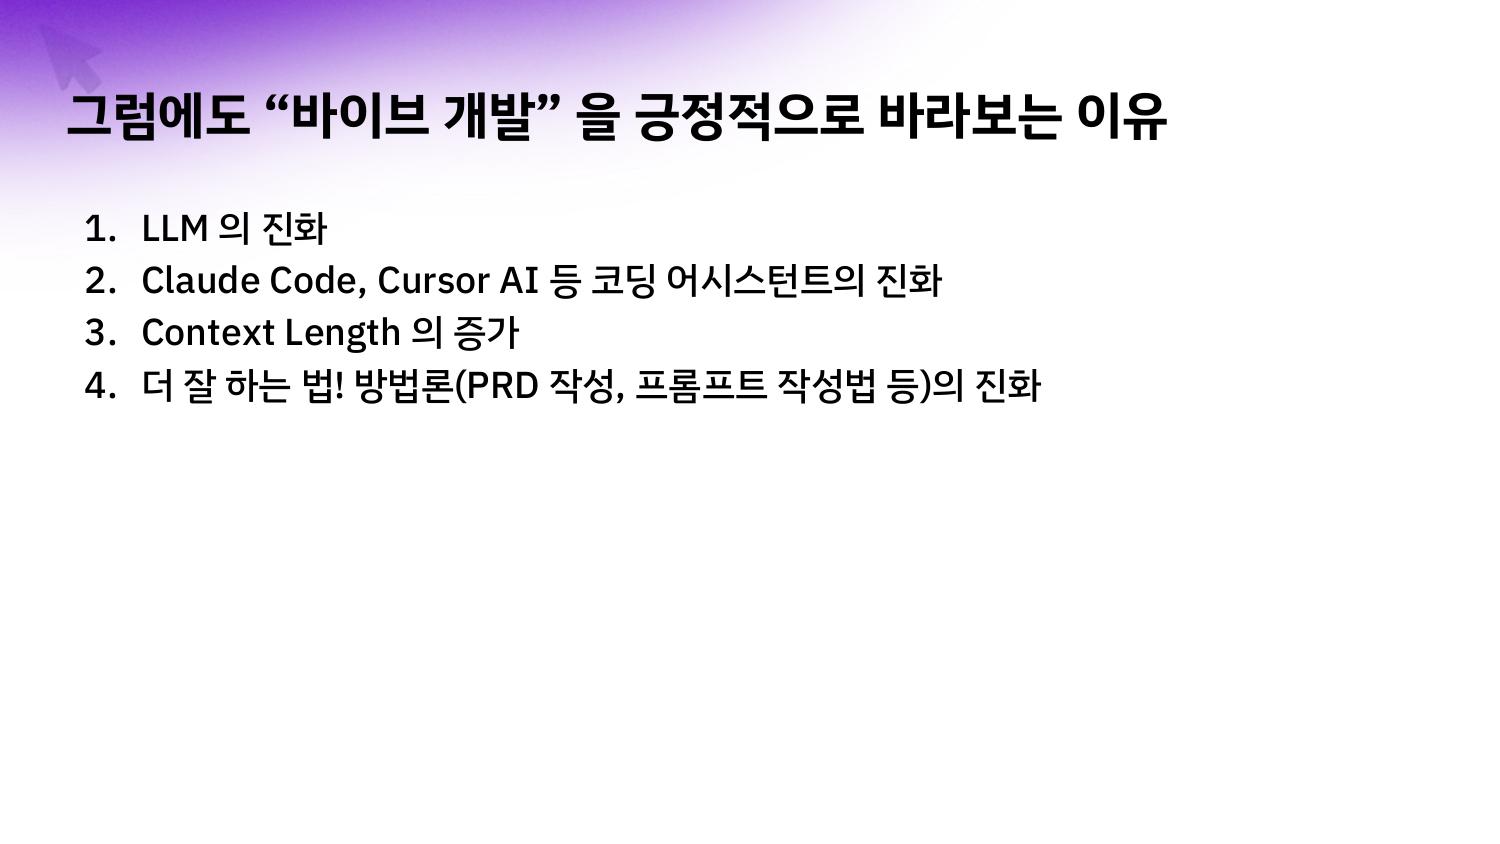 그럼에도 “바이브 개발” 을 긍정적으로 바라보는 이유
1. LLM 의 진화
2. Claude Code, Cursor AI 등 코딩 어시스턴트의 진화
3. Context Length 의 증가
4. 더 잘 하는 법! 방법론(PRD 작성, 프롬프트 작성법 등)의 진화